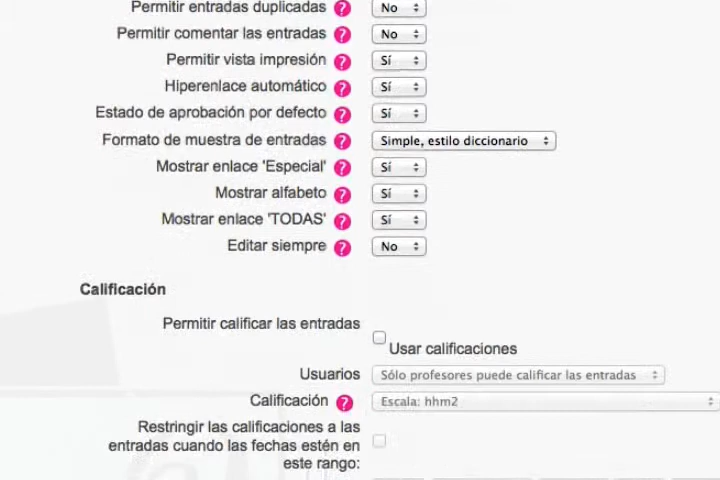 Permitir entradas duplicadas ? No
Permitir comentar las entradas ? No
Permitir vista impresión ? Sí
Hiperenlace automático ? Sí
Estado de aprobación por defecto ? Sí
Formato de muestra de entradas ? Simple, estilo diccionario
Mostrar enlace 'Especial' ? Sí
Mostrar alfabeto ? Sí
Mostrar enlace 'TODAS' ? Sí
Editar siempre ? No
Calificación
Permitir calificar las entradas
Usar calificaciones
Usuarios Sólo profesores puede calificar las entradas
Calificación ? Escala: hhm2
Restringir las calificaciones a las
entradas cuando las fechas estén en
este rango: